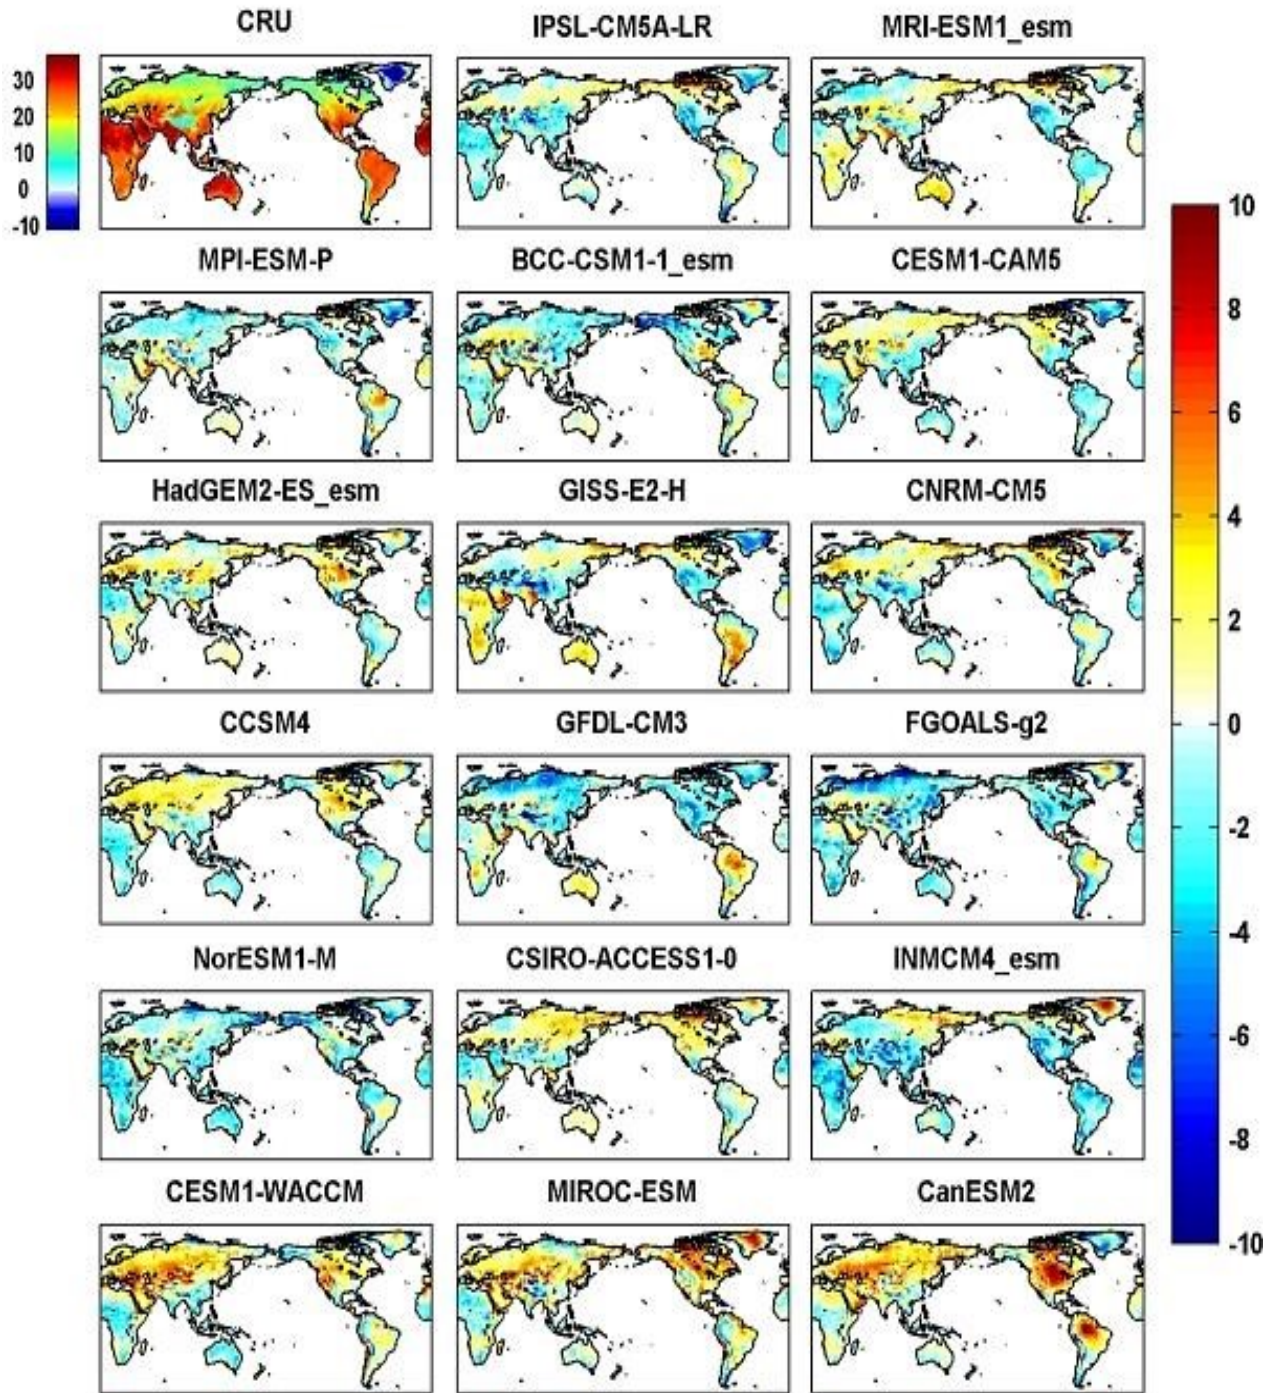 CRU IPSL-CM5A-LR MRI-ESM1_esm
30
20
10
0
-10
MPI-ESM-P BCC-CSM1-1_esm CESM1-CAM5
HadGEM2-ES_esm GISS-E2-H CNRM-CM5
CCSM4 GFDL-CM3 FGOALS-g2
NorESM1-M CSIRO-ACCESS1-0 INMCM4_esm
CESM1-WACCM MIROC-ESM CanESM2
10
8
6
4
2
0
-2
-4
-6
-8
-10